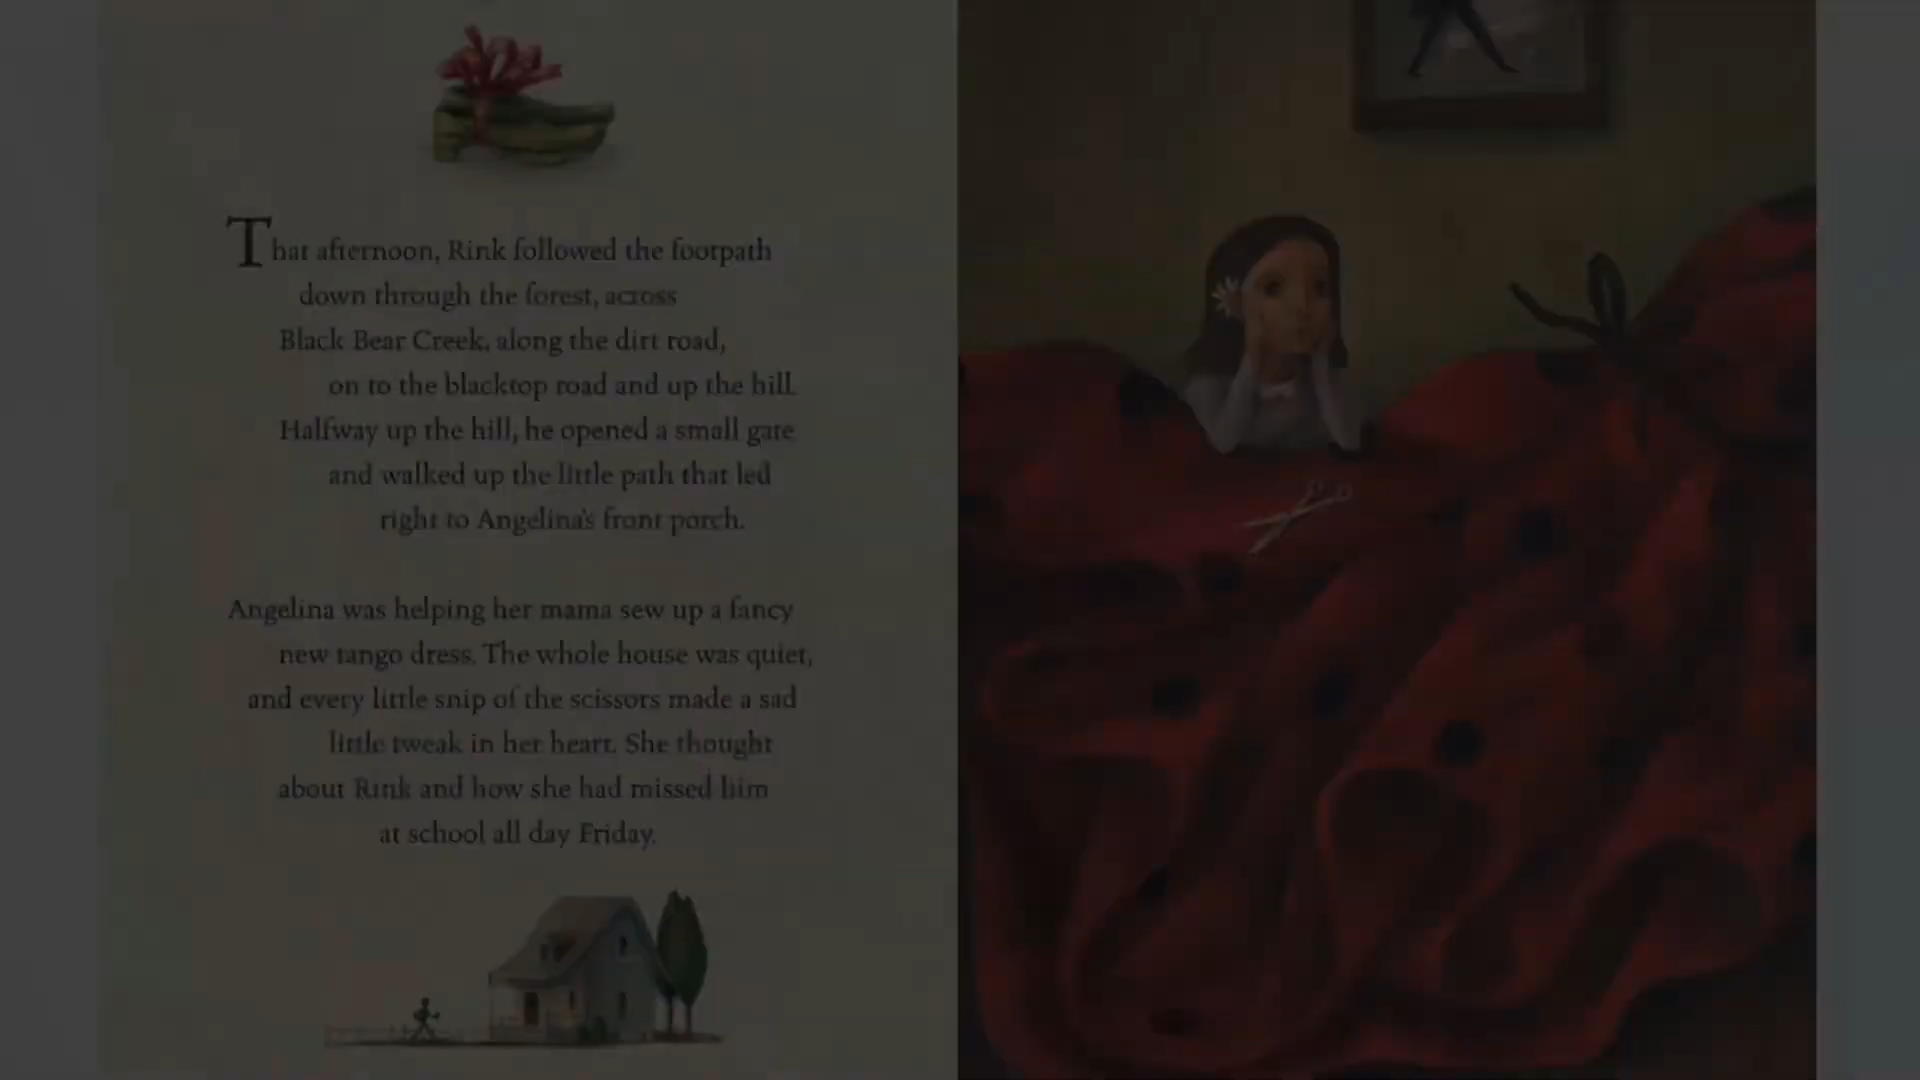 That afternoon, Rink followed the footpath
down through the forest, across
Black Bear Creek, along the dirt road,
on to the blacktop road and up the hill.
Halfway up the hill, he opened a small gate
and walked up the little path that led
right to Angelina's front porch.
Angelina was helping her mama sew up a fancy
new tango dress. The whole house was quiet,
and every little snip of the scissors made a sad
little tweak in her heart. She thought
about Rink and how she had missed him
at school all day Friday.